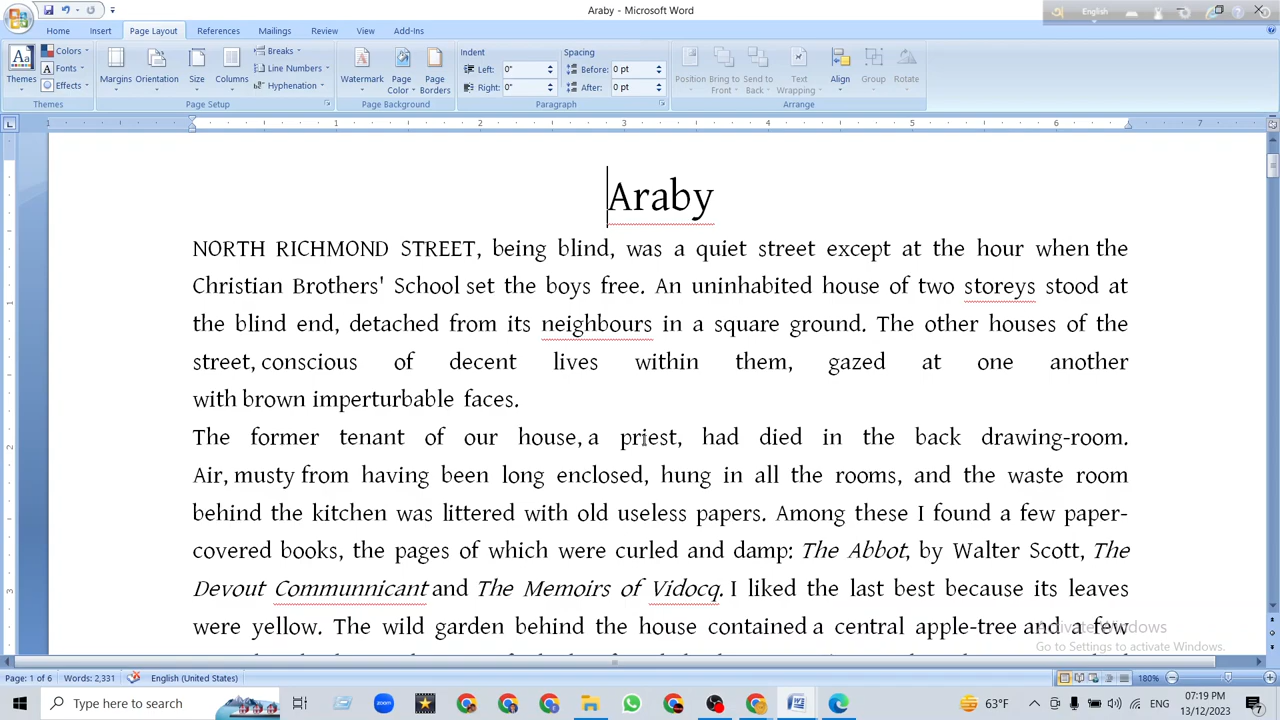 Araby - Microsoft Word
English
Home Insert Page Layout References Mailings Review View Add-Ins
Themes Colors Fonts Effects Margins Orientation Size Columns Breaks Line Numbers Hyphenation Watermark Page Color Page Borders Indent Left: 0" Right: 0" Spacing Before: 0 pt After: 0 pt Position Bring to Front Send to Back Text Wrapping Align Group Rotate
Themes Page Setup Page Background Paragraph Arrange
1 1 2 3 4 5 6 7
Araby
NORTH RICHMOND STREET, being blind, was a quiet street except at the hour when the
Christian Brothers' School set the boys free. An uninhabited house of two storeys stood at
the blind end, detached from its neighbours in a square ground. The other houses of the
street, conscious of decent lives within them, gazed at one another
with brown imperturbable faces.
The former tenant of our house, a priest, had died in the back drawing-room.
Air, musty from having been long enclosed, hung in all the rooms, and the waste room
behind the kitchen was littered with old useless papers. Among these I found a few paper-
covered books, the pages of which were curled and damp: The Abbot, by Walter Scott, The
Devout Communnicant and The Memoirs of Vidocq. I liked the last best because its leaves
were yellow. The wild garden behind the house contained a central apple-tree and a few
Activate Windows
Go to Settings to activate Windows.
Page: 1 of 6 Words: 2,331 English (United States) 180%
Type here to search zoom 63°F ENG 07:19 PM
13/12/2023